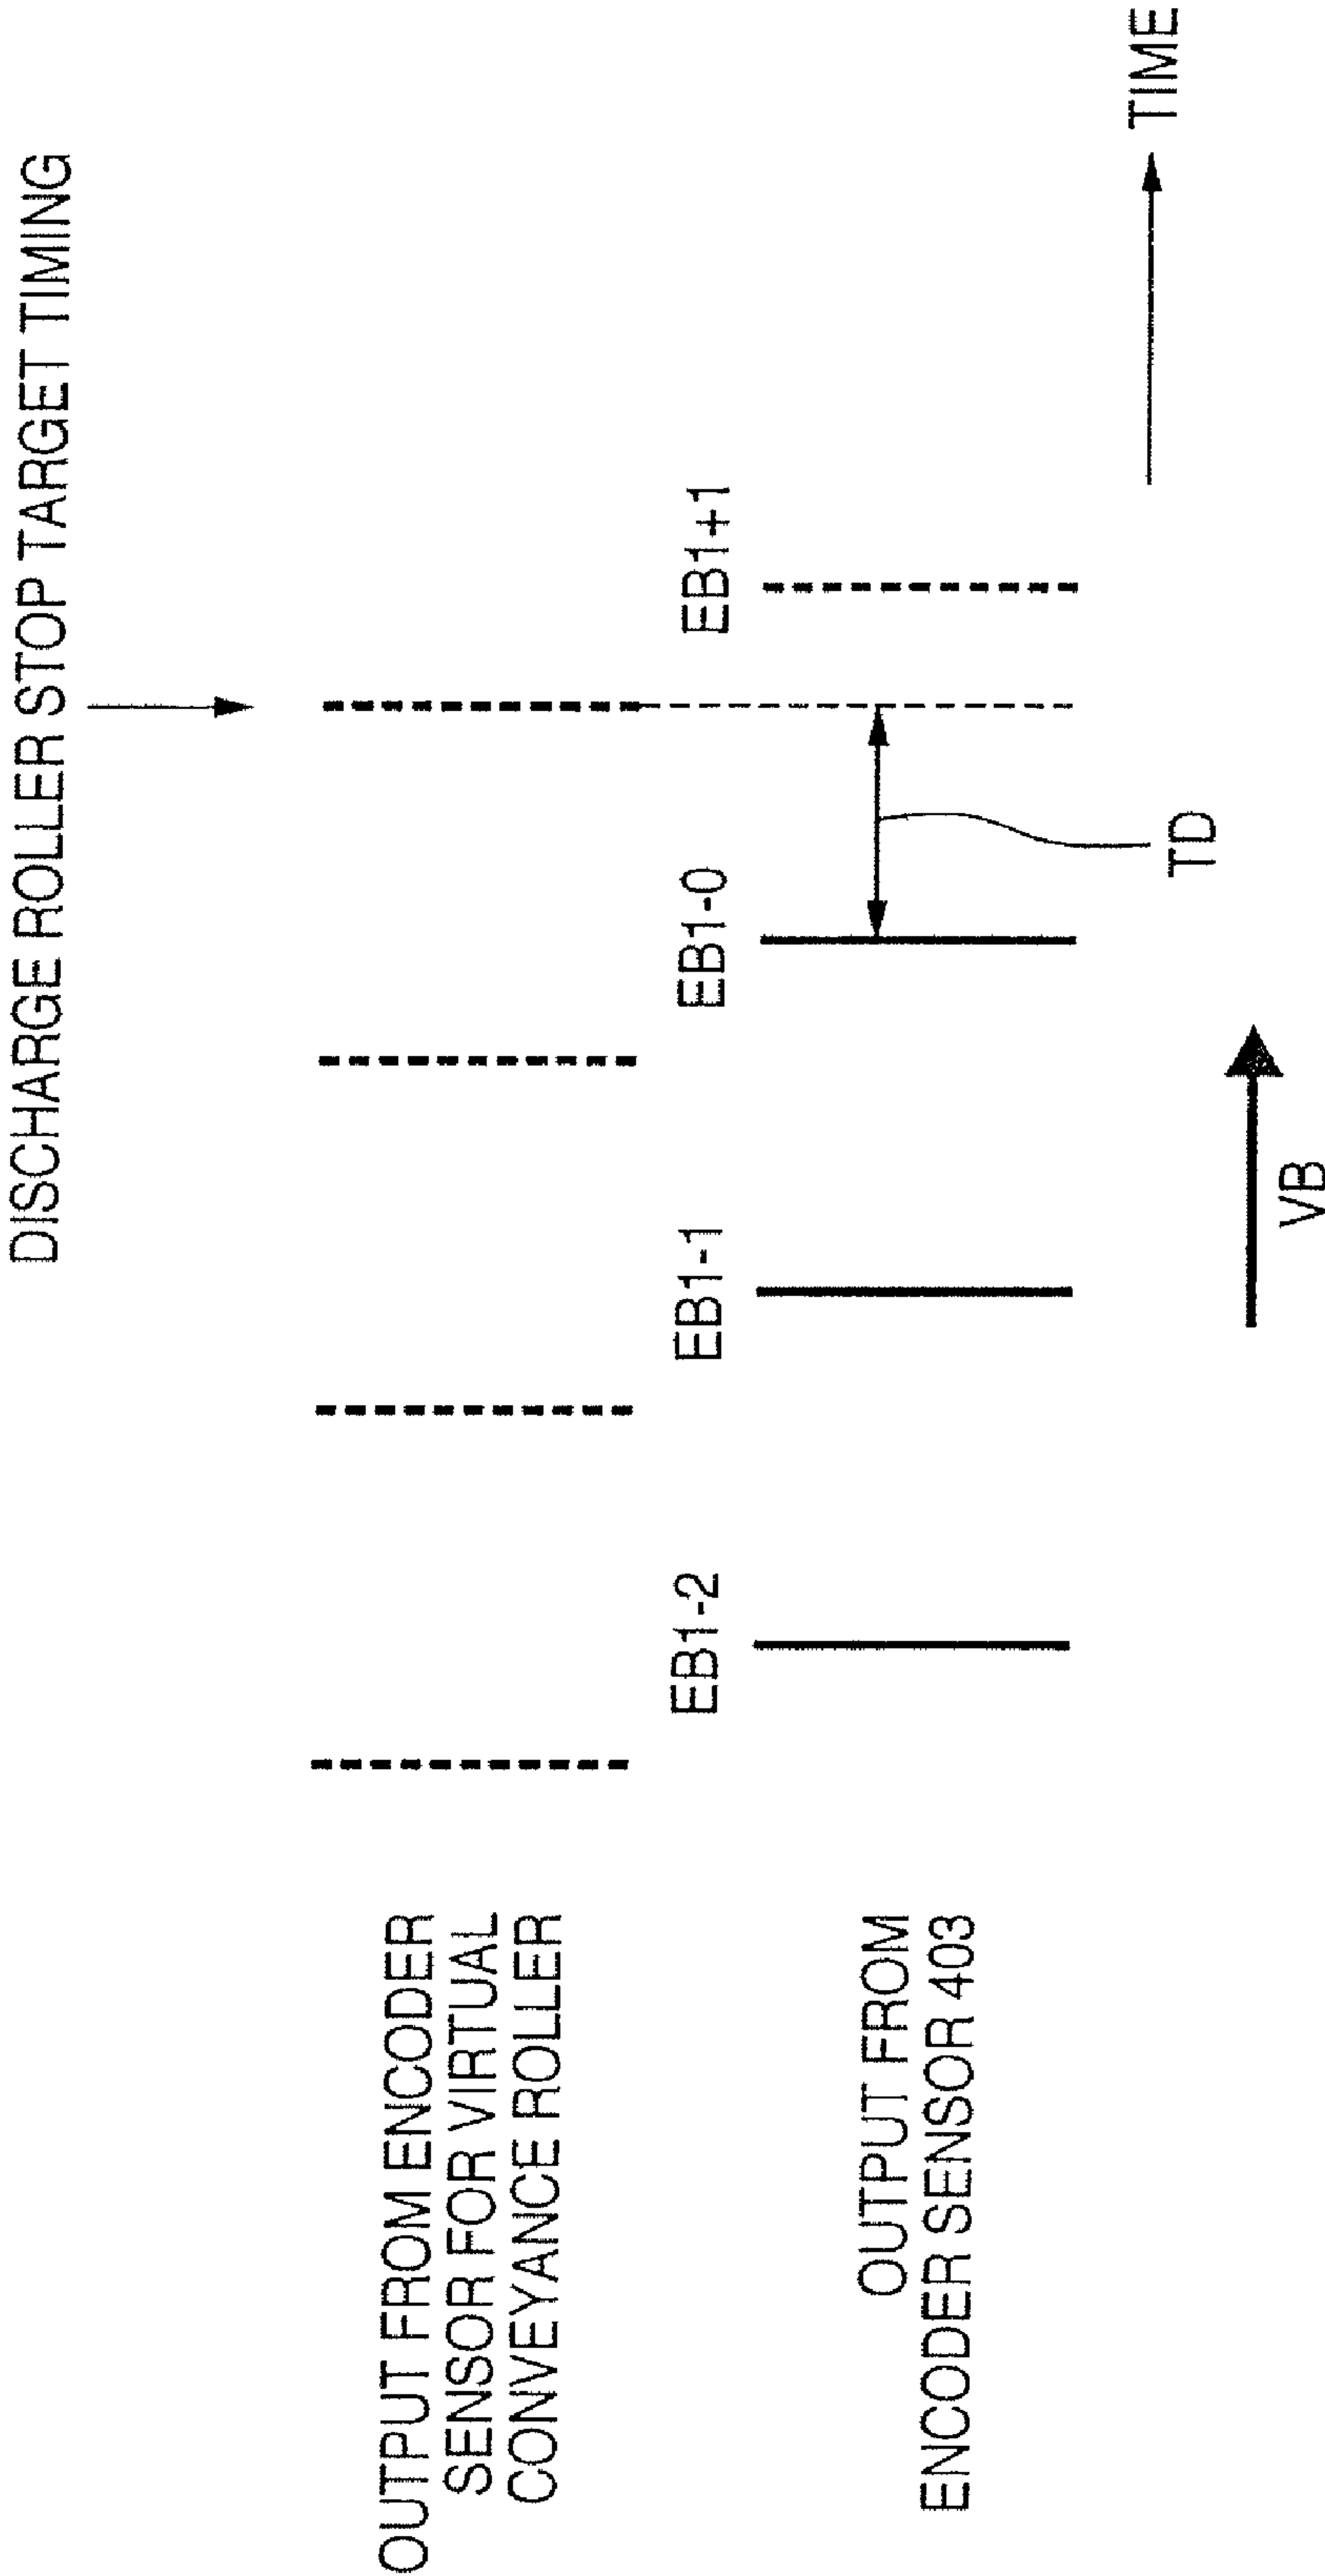 DISCHARGE ROLLER STOP TARGET TIMING
OUTPUT FROM ENCODER
SENSOR FOR VIRTUAL
CONVEYANCE ROLLER
EB1-2
EB1-1
EB1-0
EB1+1
OUTPUT FROM
ENCODER SENSOR 403
TD
TIME
VB